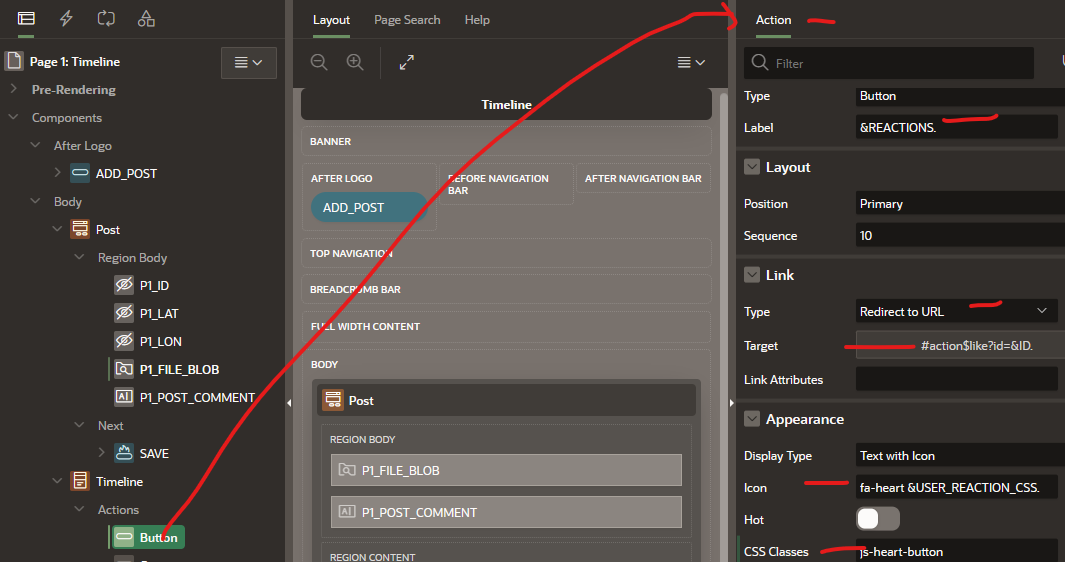 Page 1: Timeline
Pre-Rendering
Components
After Logo
ADD_POST
Body
Post
Region Body
P1_ID
P1_LAT
P1_LON
P1_FILE_BLOB
P1_POST_COMMENT
Next
SAVE
Timeline
Actions
Button
Layout Page Search Help
Timeline
BANNER
AFTER LOGO
ADD_POST
BEFORE NAVIGATION
BAR
AFTER NAVIGATION BAR
TOP NAVIGATION
BREADCRUMB BAR
FULL WIDTH CONTENT
BODY
Post
REGION BODY
P1_FILE_BLOB
P1_POST_COMMENT
REGION CONTENT
Action
Filter
Type Button
Label &REACTIONS.
Layout
Position Primary
Sequence 10
Link
Type Redirect to URL
Target #action$like?id=&ID.
Link Attributes
Appearance
Display Type Text with Icon
Icon fa-heart &USER_REACTION_CSS.
Hot
CSS Classes js-heart-button